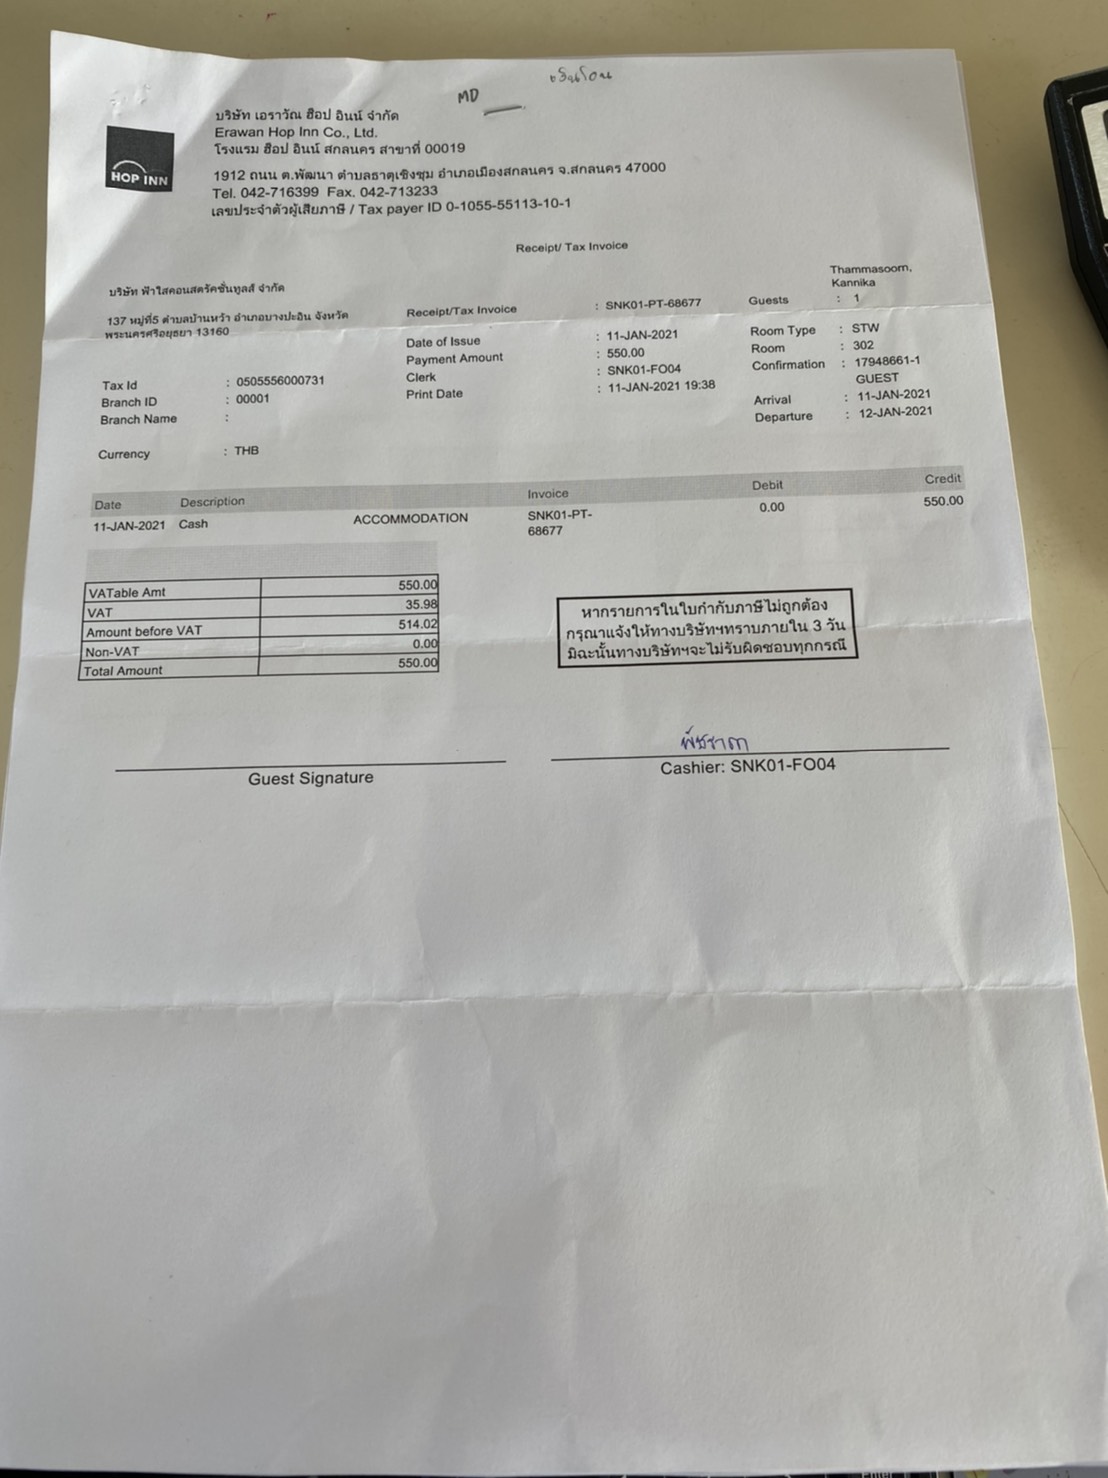 MD
HOP INN
บริษัท เอราวัณ ฮ็อป อินน์ จำกัด
Erawan Hop Inn Co., Ltd.
โรงแรม ฮ็อป อินน์ สกลนคร สาขาที่ 00019
1912 ถนน ต.พัฒนา ตำบลธาตุเชิงชุม อำเภอเมืองสกลนคร จ.สกลนคร 47000
Tel. 042-716399 Fax. 042-713233
เลขประจำตัวผู้เสียภาษี / Tax payer ID 0-1055-55113-10-1
Receipt/ Tax Invoice
บริษัท ฟ้าใสคอนสตรัคชั่นทูลส์ จำกัด
137 หมู่ที่5 ตำบลบ้านหว้า อำเภอบางปะอิน จังหวัด
พระนครศรีอยุธยา 13160
Tax Id : 0505556000731
Branch ID : 00001
Branch Name :
Currency : THB
Receipt/Tax Invoice : SNK01-PT-68677
Date of Issue : 11-JAN-2021
Payment Amount : 550.00
Clerk : SNK01-FO04
Print Date : 11-JAN-2021 19:38
Thammasoorn,
Kannika
Guests : 1
Room Type : STW
Room : 302
Confirmation : 17948661-1
GUEST
Arrival : 11-JAN-2021
Departure : 12-JAN-2021
Date Description Invoice Debit Credit
11-JAN-2021 Cash ACCOMMODATION SNK01-PT- 0.00 550.00
68677
VATable Amt 550.00
VAT 35.98
Amount before VAT 514.02
Non-VAT 0.00
Total Amount 550.00
หากรายการในใบกำกับภาษีไม่ถูกต้อง
กรุณาแจ้งให้ทางบริษัทฯทราบภายใน 3 วัน
มิฉะนั้นทางบริษัทฯจะไม่รับผิดชอบทุกกรณี
Guest Signature
พัชชาดา
Cashier: SNK01-FO04
Enter